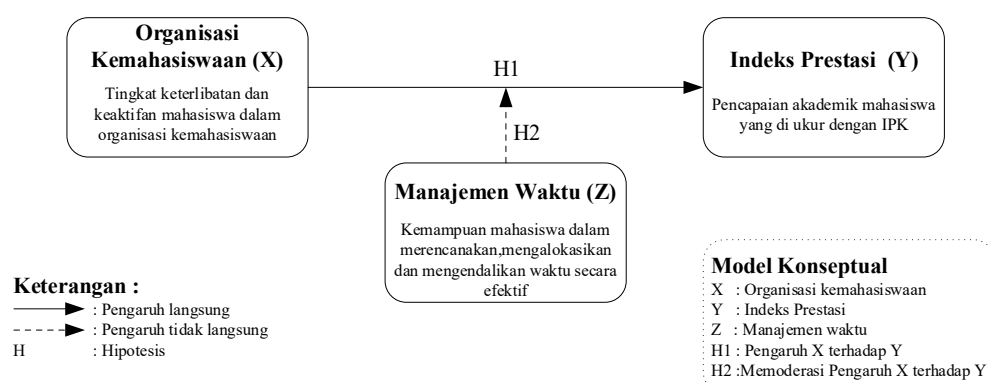 Organisasi
Kemahasiswaan (X)
Tingkat keterlibatan dan
keaktifan mahasiswa dalam
organisasi kemahasiswaan
H1
Indeks Prestasi (Y)
Pencapaian akademik mahasiswa
yang di ukur dengan IPK
H2
Manajemen Waktu (Z)
Kemampuan mahasiswa dalam
merencanakan,mengalokasikan
dan mengendalikan waktu secara
efektif
Keterangan :
: Pengaruh langsung
: Pengaruh tidak langsung
H : Hipotesis
Model Konseptual
X : Organisasi kemahasiswaan
Y : Indeks Prestasi
Z : Manajemen waktu
H1 : Pengaruh X terhadap Y
H2 :Memoderasi Pengaruh X terhadap Y